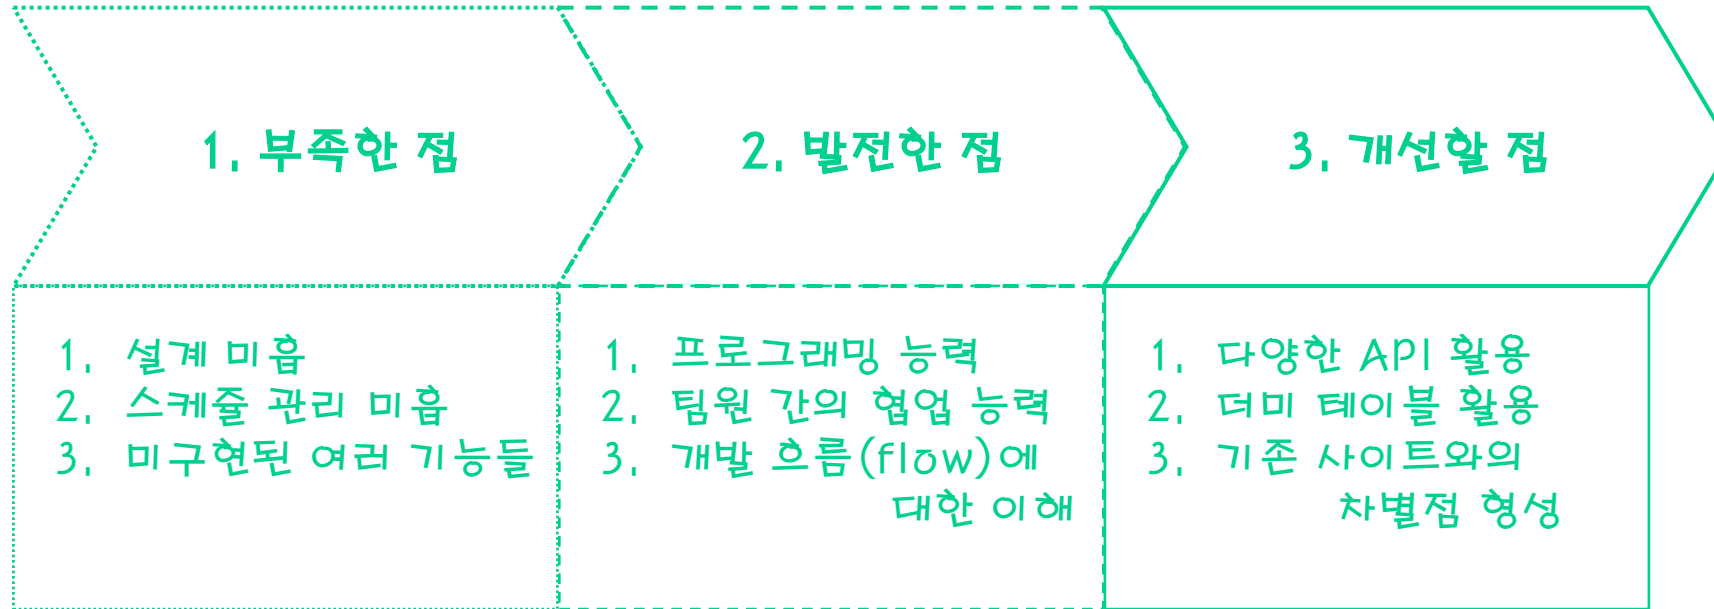 1. 부족한 점
2. 발전한 점
3. 개선할 점
1. 설계 미흡
2. 스케쥴 관리 미흡
3. 미구현된 여러 기능들
1. 프로그래밍 능력
2. 팀원 간의 협업 능력
3. 개발 흐름(flow)에
대한 이해
1. 다양한 API 활용
2. 더미 테이블 활용
3. 기존 사이트와의
차별점 형성